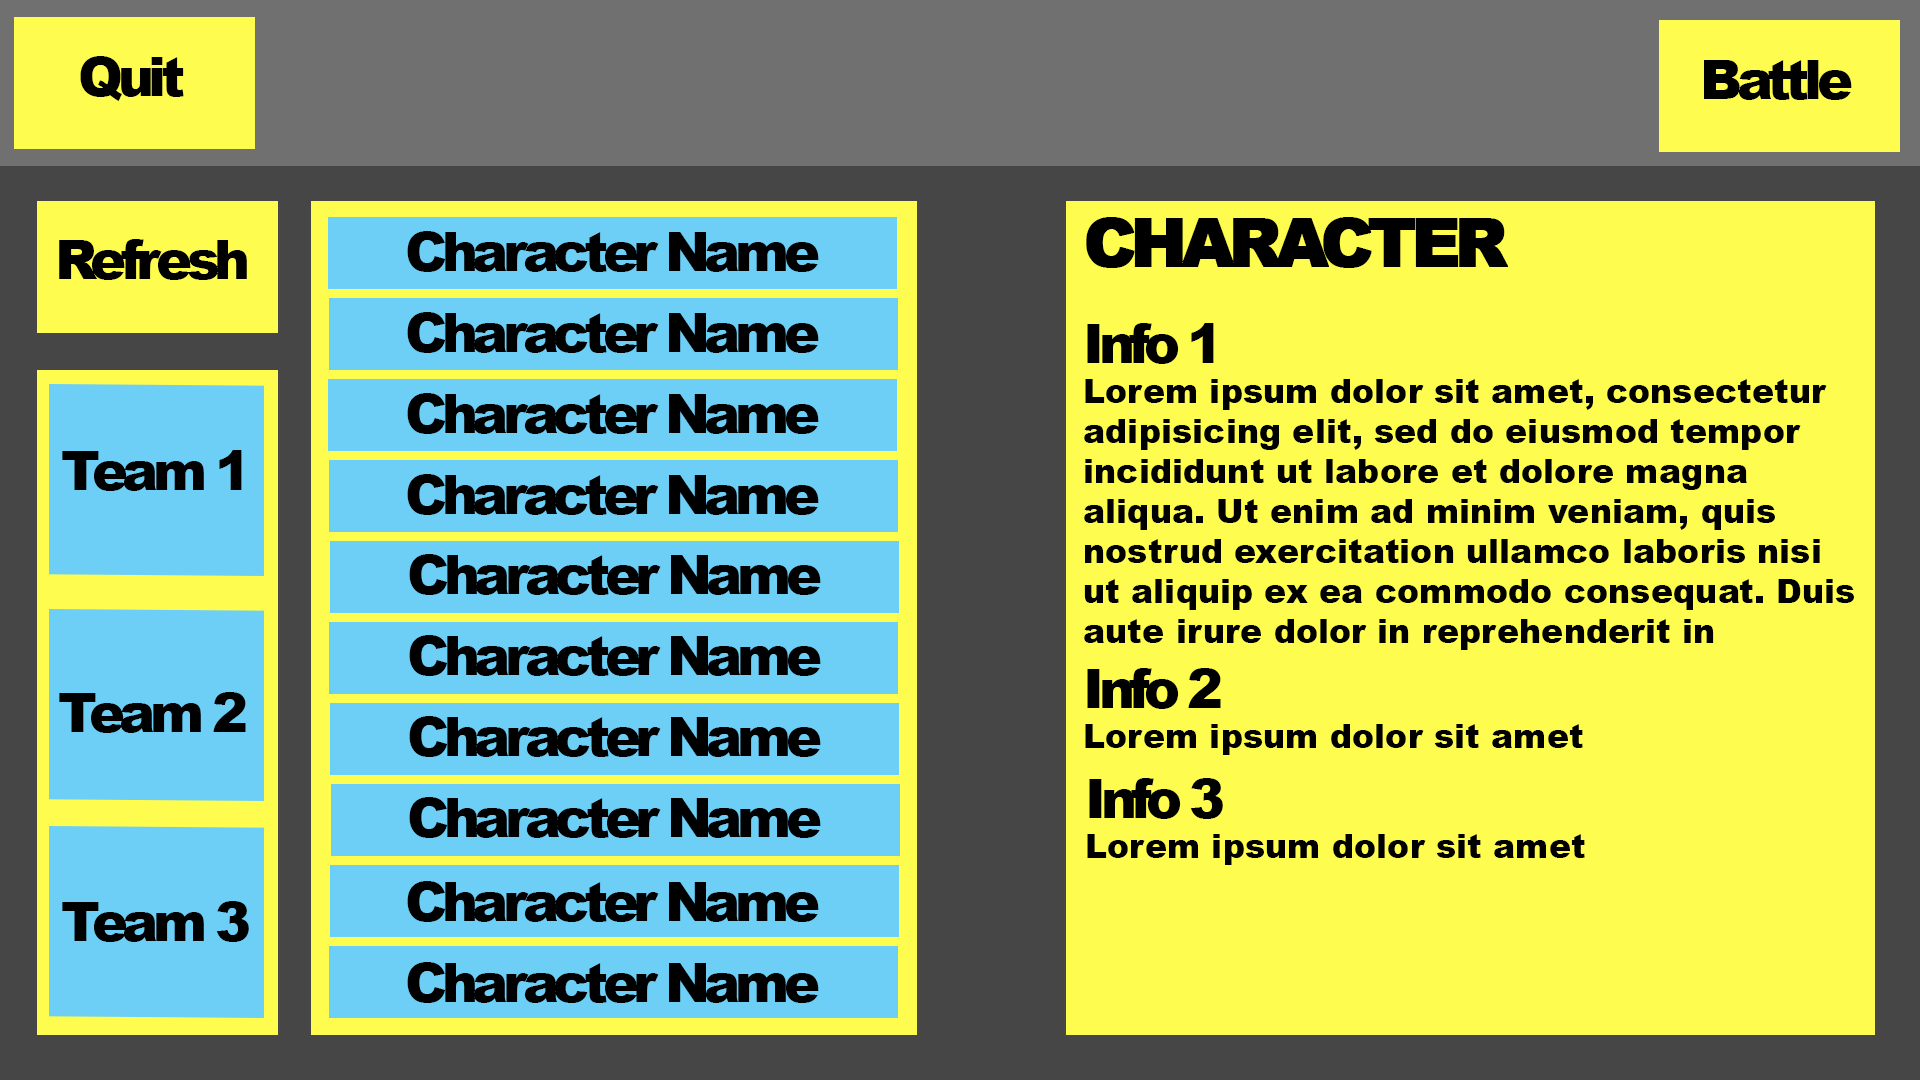 Quit
Battle
Refresh
Team 1
Team 2
Team 3
Character Name
Character Name
Character Name
Character Name
Character Name
Character Name
Character Name
Character Name
Character Name
Character Name
CHARACTER
Info 1
Lorem ipsum dolor sit amet, consectetur
adipisicing elit, sed do eiusmod tempor
incididunt ut labore et dolore magna
aliqua. Ut enim ad minim veniam, quis
nostrud exercitation ullamco laboris nisi
ut aliquip ex ea commodo consequat. Duis
aute irure dolor in reprehenderit in
Info 2
Lorem ipsum dolor sit amet
Info 3
Lorem ipsum dolor sit amet